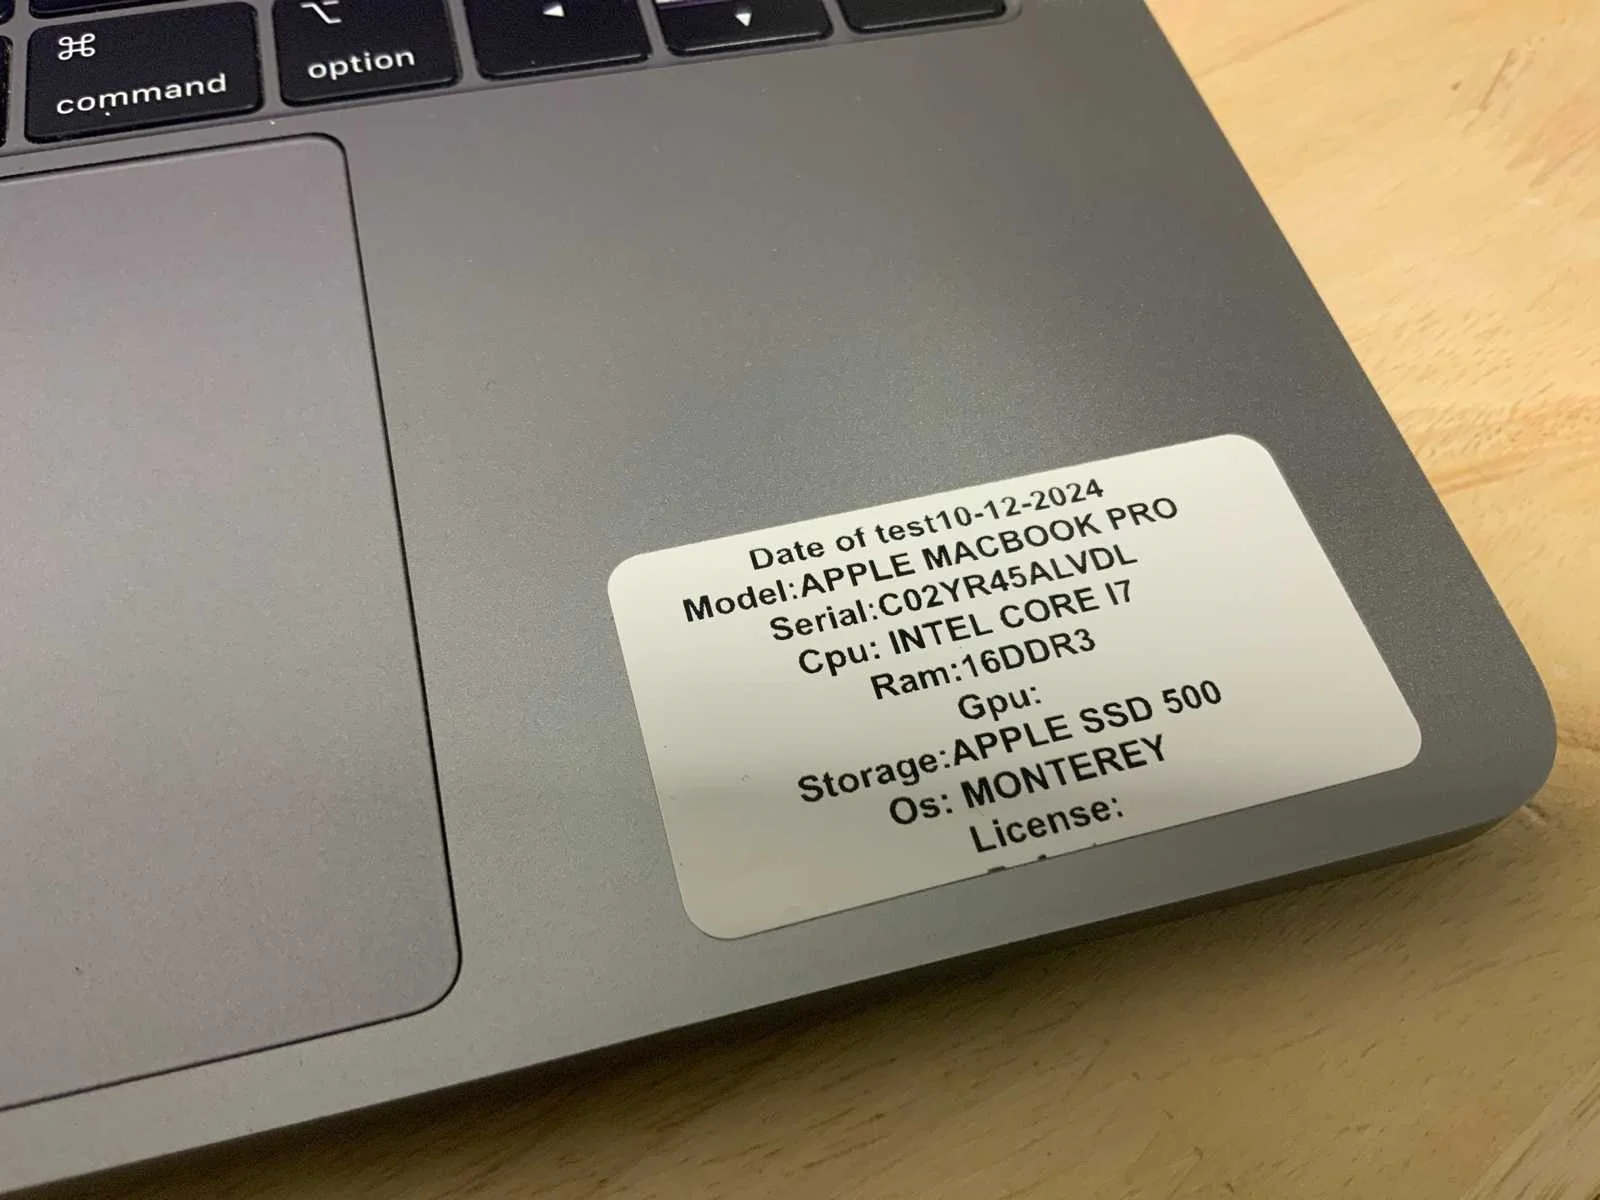 ⌘ ⌥ ◀ ▼
command option
Date of test10-12-2024
Model:APPLE MACBOOK PRO
Serial:C02YR45ALVDL
Cpu: INTEL CORE I7
Ram:16DDR3
Gpu:
Storage:APPLE SSD 500
Os: MONTEREY
License: